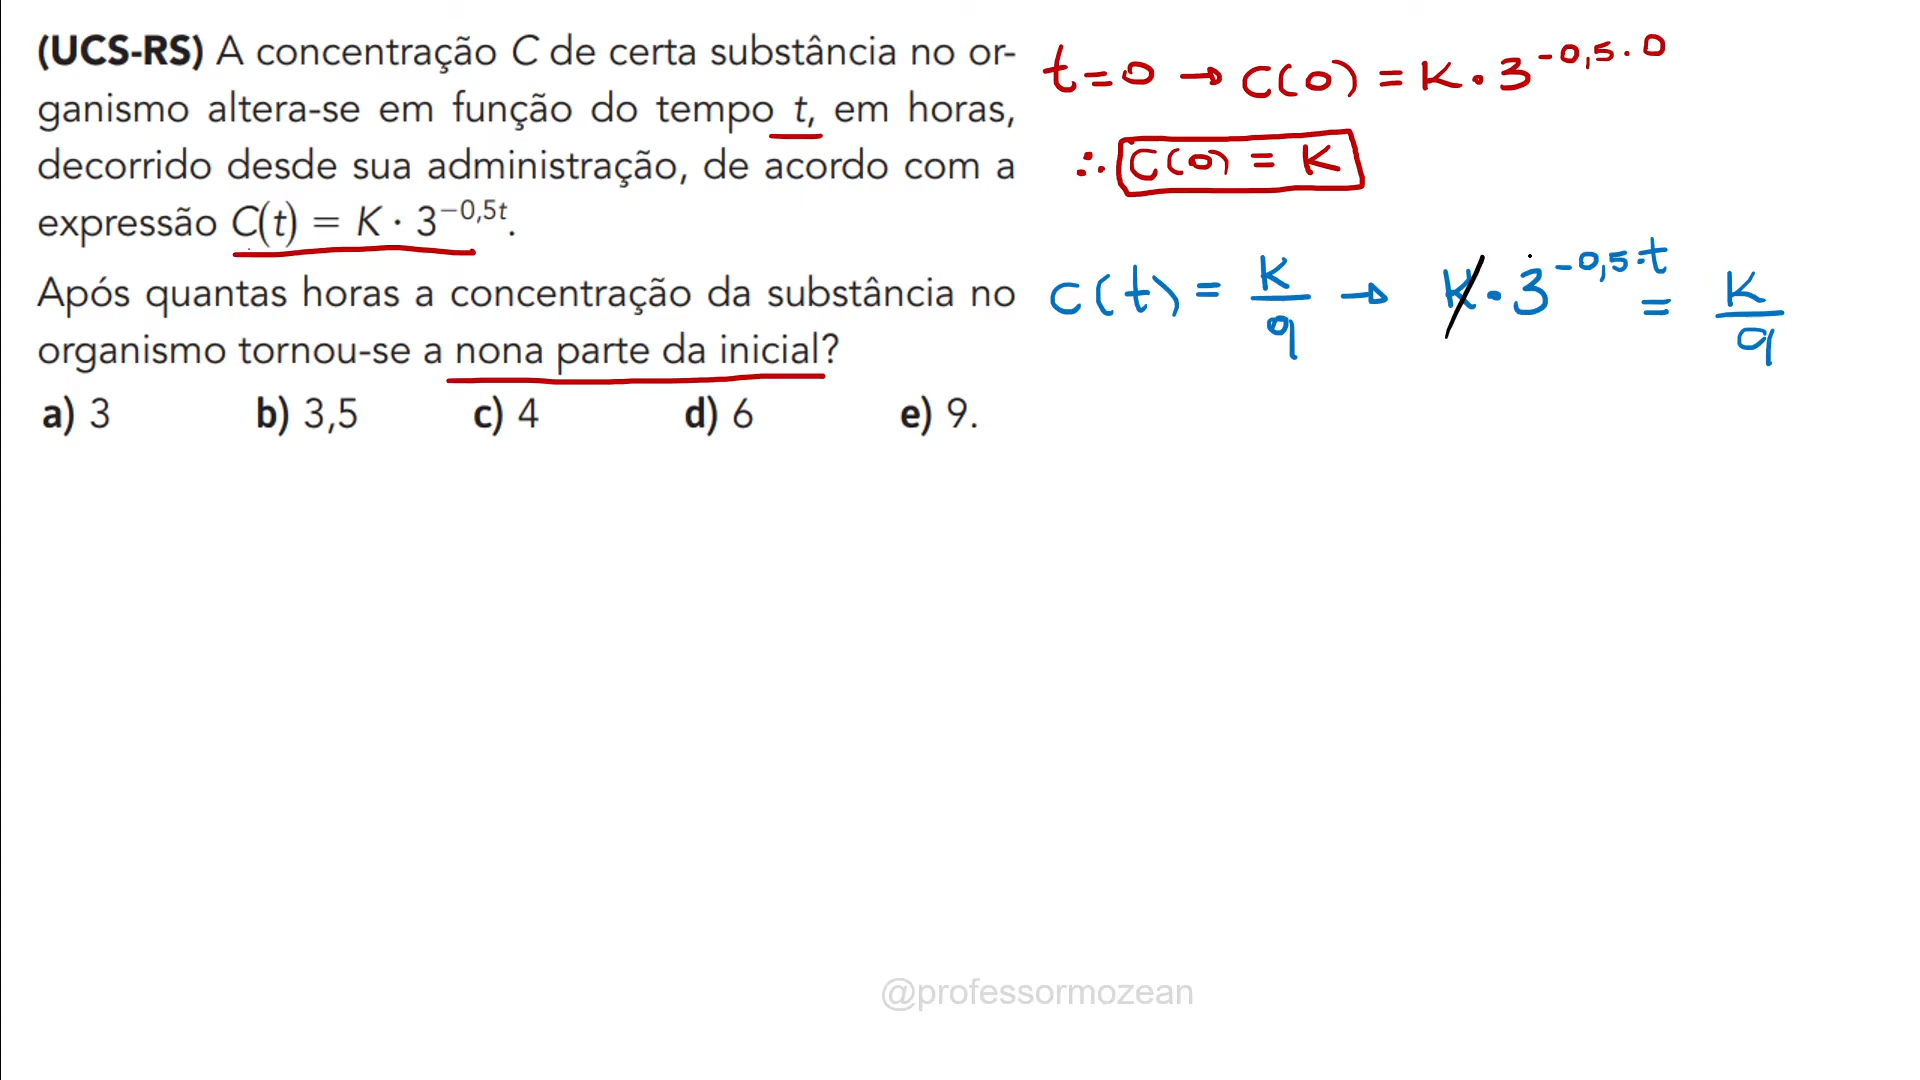 (UCS-RS) A concentração C de certa substância no or-
ganismo altera-se em função do tempo t, em horas,
decorrido desde sua administração, de acordo com a
expressão C(t) = K · 3^{-0,5t}.
Após quantas horas a concentração da substância no
organismo tornou-se a nona parte da inicial?
a) 3 b) 3,5 c) 4 d) 6 e) 9.
t=0 → C(0) = K · 3^{-0,5·0}
∴ C(0) = K
C(t) = K/9 → K · 3^{-0,5·t} = K/9
@professormozean